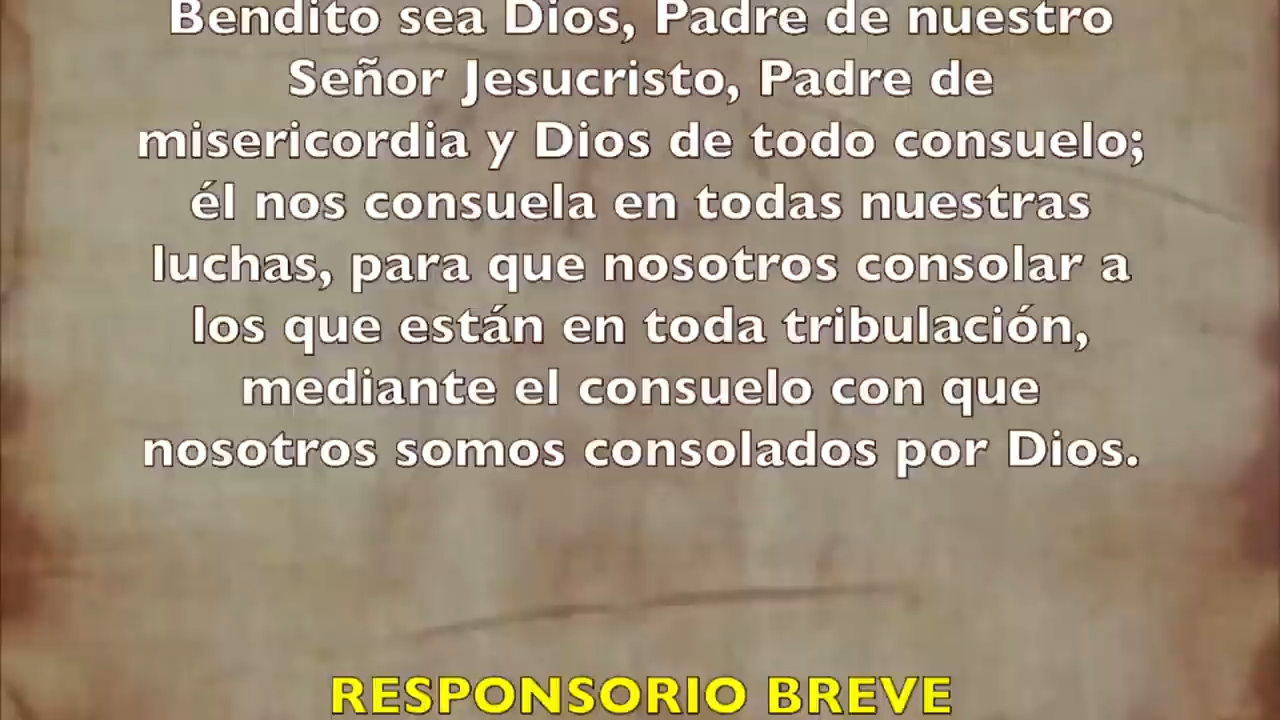 Bendito sea Dios, Padre de nuestro
Señor Jesucristo, Padre de
misericordia y Dios de todo consuelo;
él nos consuela en todas nuestras
luchas, para que nosotros consolar a
los que están en toda tribulación,
mediante el consuelo con que
nosotros somos consolados por Dios.
RESPONSORIO BREVE